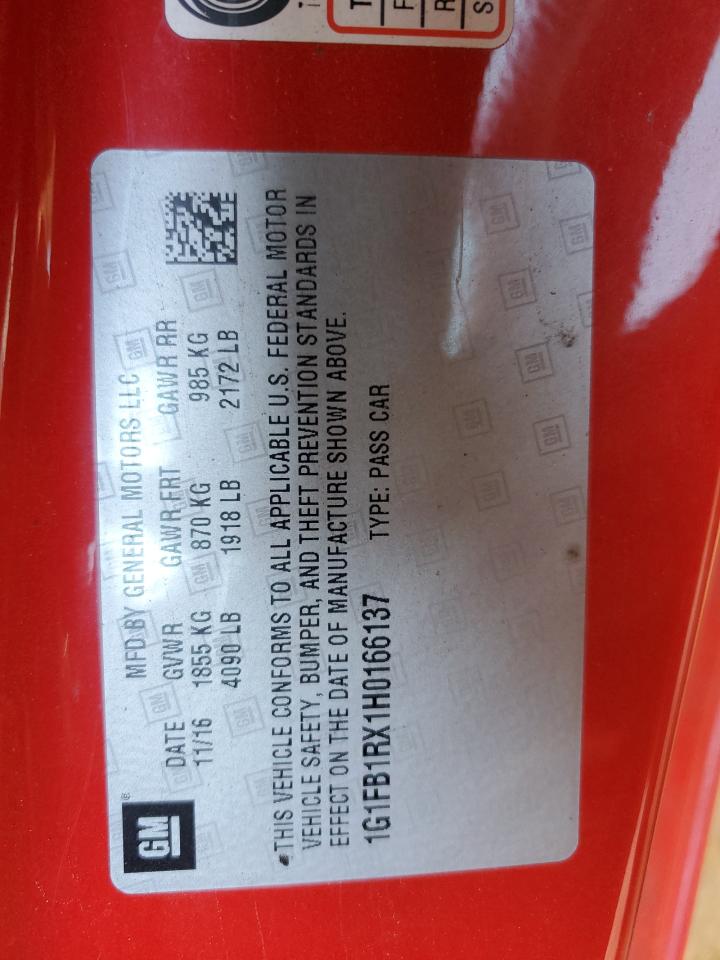 T
F
R
S
GM
®
MFD BY GENERAL MOTORS LLC
DATE GVWR GAWR FRT GAWR RR
11/16 1855 KG 870 KG 985 KG
4090 LB 1918 LB 2172 LB
THIS VEHICLE CONFORMS TO ALL APPLICABLE U.S. FEDERAL MOTOR
VEHICLE SAFETY, BUMPER, AND THEFT PREVENTION STANDARDS IN
EFFECT ON THE DATE OF MANUFACTURE SHOWN ABOVE.
1G1FB1RX1H0166137 TYPE: PASS CAR